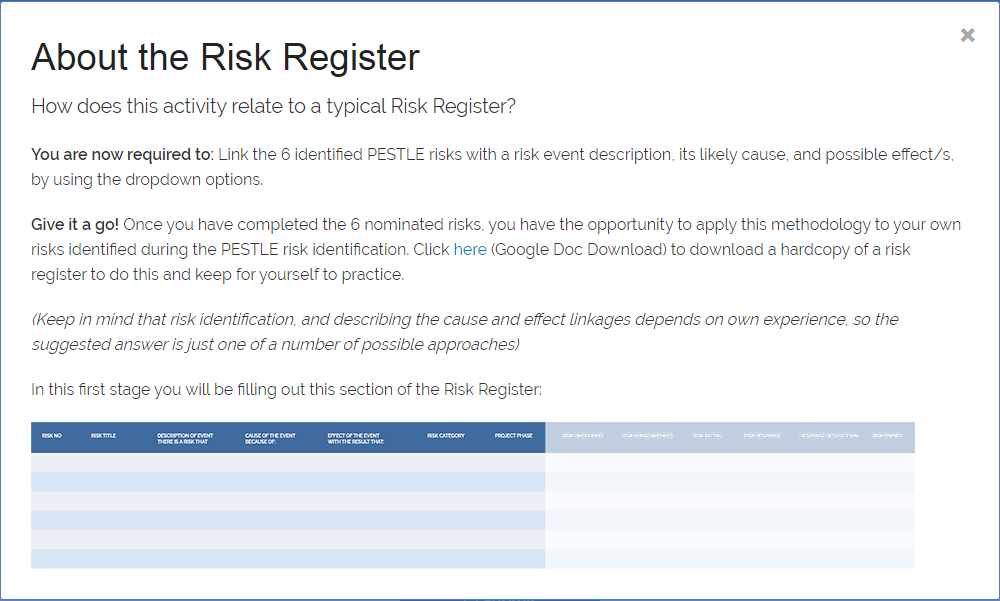 About the Risk Register
How does this activity relate to a typical Risk Register?
You are now required to: Link the 6 identified PESTLE risks with a risk event description, its likely cause, and possible effect/s,
by using the dropdown options.
Give it a go! Once you have completed the 6 nominated risks, you have the opportunity to apply this methodology to your own
risks identified during the PESTLE risk identification. Click here (Google Doc Download) to download a hardcopy of a risk
register to do this and keep for yourself to practice.
(Keep in mind that risk identification, and describing the cause and effect linkages depends on own experience, so the
suggested answer is just one of a number of possible approaches)
In this first stage you will be filling out this section of the Risk Register:
RISK NO RISK TITLE DESCRIPTION OF EVENT CAUSE OF THE EVENT EFFECT OF THE EVENT RISK CATEGORY PROJECT PHASE RISK LIKELIHOOD RISK CONSEQUENCES RISK RATING RISK RESPONSE RESPONSE DESCRIPTION RISK OWNER
THERE IS A RISK THAT BECAUSE OF: WITH THE RESULT THAT: